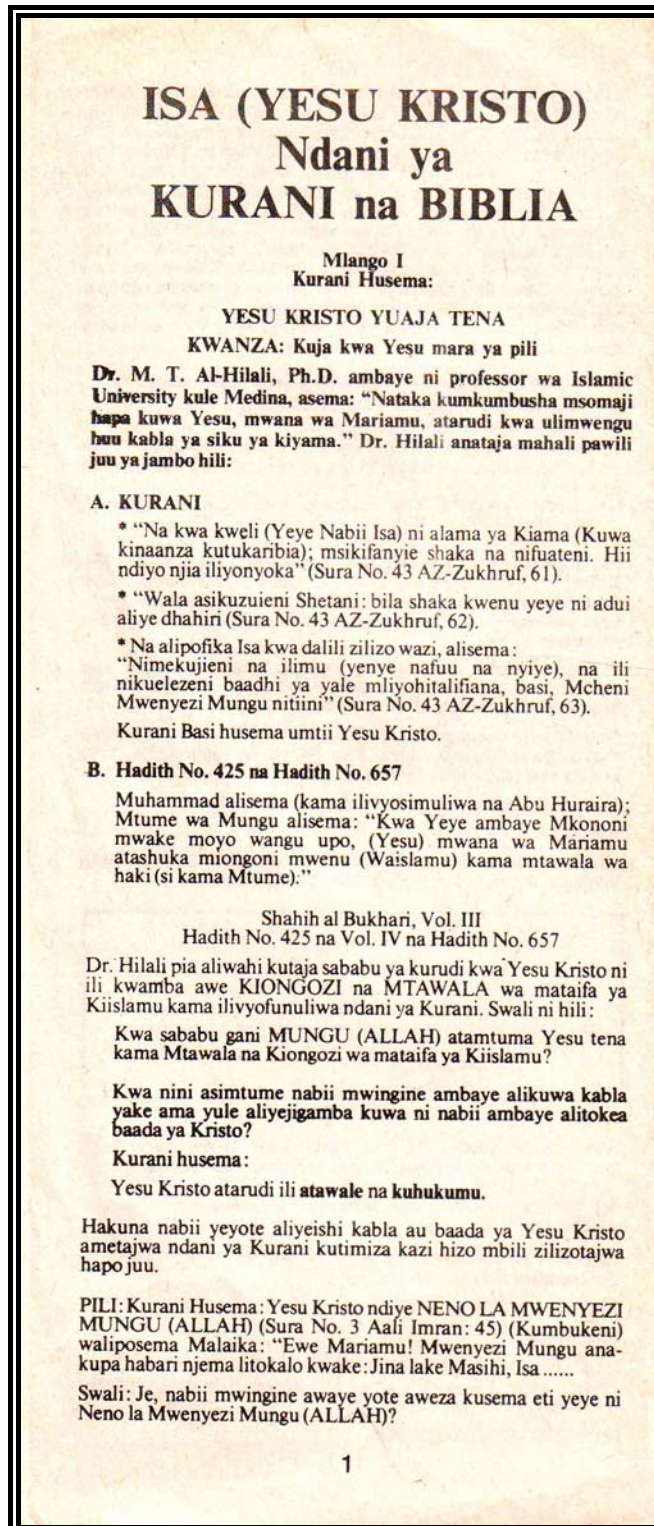 ISA (YESU KRISTO)
Ndani ya
KURANI na BIBLIA
Mlango I
Kurani Husema:
YESU KRISTO YUAJA TENA
KWANZA: Kuja kwa Yesu mara ya pili
Dr. M. T. Al-Hilali, Ph.D. ambaye ni professor wa Islamic
University kule Medina, asema: “Nataka kumkumbusha msomaji
hapa kuwa Yesu, mwana wa Mariamu, atarudi kwa ulimwengu
huu kabla ya siku ya kiyama.” Dr. Hilali anataja mahali pawili
juu ya jambo hili:
A. KURANI
* “Na kwa kweli (Yeye Nabii Isa) ni alama ya Kiama (Kuwa
kinaanza kutukaribia); msikifanyie shaka na nifuateni. Hii
ndiyo njia iliyonyoka” (Sura No. 43 AZ-Zukhruf, 61).
* “Wala asikuzuieni Shetani: bila shaka kwenu yeye ni adui
aliye dhahiri (Sura No. 43 AZ-Zukhruf, 62).
* Na alipofika Isa kwa dalili zilizo wazi, alisema:
“Nimekujieni na ilimu (yenye nafuu na nyiye), na ili
nikuelezeni baadhi ya yale mliyohitalifiana, basi, Mcheni
Mwenyezi Mungu nitiini” (Sura No. 43 AZ-Zukhruf, 63).
Kurani Basi husema umtii Yesu Kristo.
B. Hadith No. 425 na Hadith No. 657
Muhammad alisema (kama ilivyosimuliwa na Abu Huraira);
Mtume wa Mungu alisema: “Kwa Yeye ambaye Mkononi
mwake moyo wangu upo, (Yesu) mwana wa Mariamu
atashuka miongoni mwenu (Waislamu) kama mtawala wa
haki (si kama Mtume).”
Shahih al Bukhari, Vol. III
Hadith No. 425 na Vol. IV na Hadith No. 657
Dr. Hilali pia aliwahi kutaja sababu ya kurudi kwa Yesu Kristo ni
ili kwamba awe KIONGOZI na MTAWALA wa mataifa ya
Kiislamu kama ilivyofunuliwa ndani ya Kurani. Swali ni hili:
Kwa sababu gani MUNGU (ALLAH) atamtuma Yesu tena
kama Mtawala na Kiongozi wa mataifa ya Kiislamu?
Kwa nini asimtume nabii mwingine ambaye alikuwa kabla
yake ama yule aliyejigamba kuwa ni nabii ambaye alitokea
baada ya Kristo?
Kurani husema:
Yesu Kristo atarudi ili atawale na kuhukumu.
Hakuna nabii yeyote aliyeishi kabla au baada ya Yesu Kristo
ametajwa ndani ya Kurani kutimiza kazi hizo mbili zilizotajwa
hapo juu.
PILI: Kurani Husema: Yesu Kristo ndiye NENO LA MWENYEZI
MUNGU (ALLAH) (Sura No. 3 Aali Imran: 45) (Kumbukeni)
waliposema Malaika: “Ewe Mariamu! Mwenyezi Mungu ana-
kupa habari njema litokalo kwake: Jina lake Masihi, Isa ......
Swali: Je, nabii mwingine awaye yote aweza kusema eti yeye ni
Neno la Mwenyezi Mungu (ALLAH)?
1